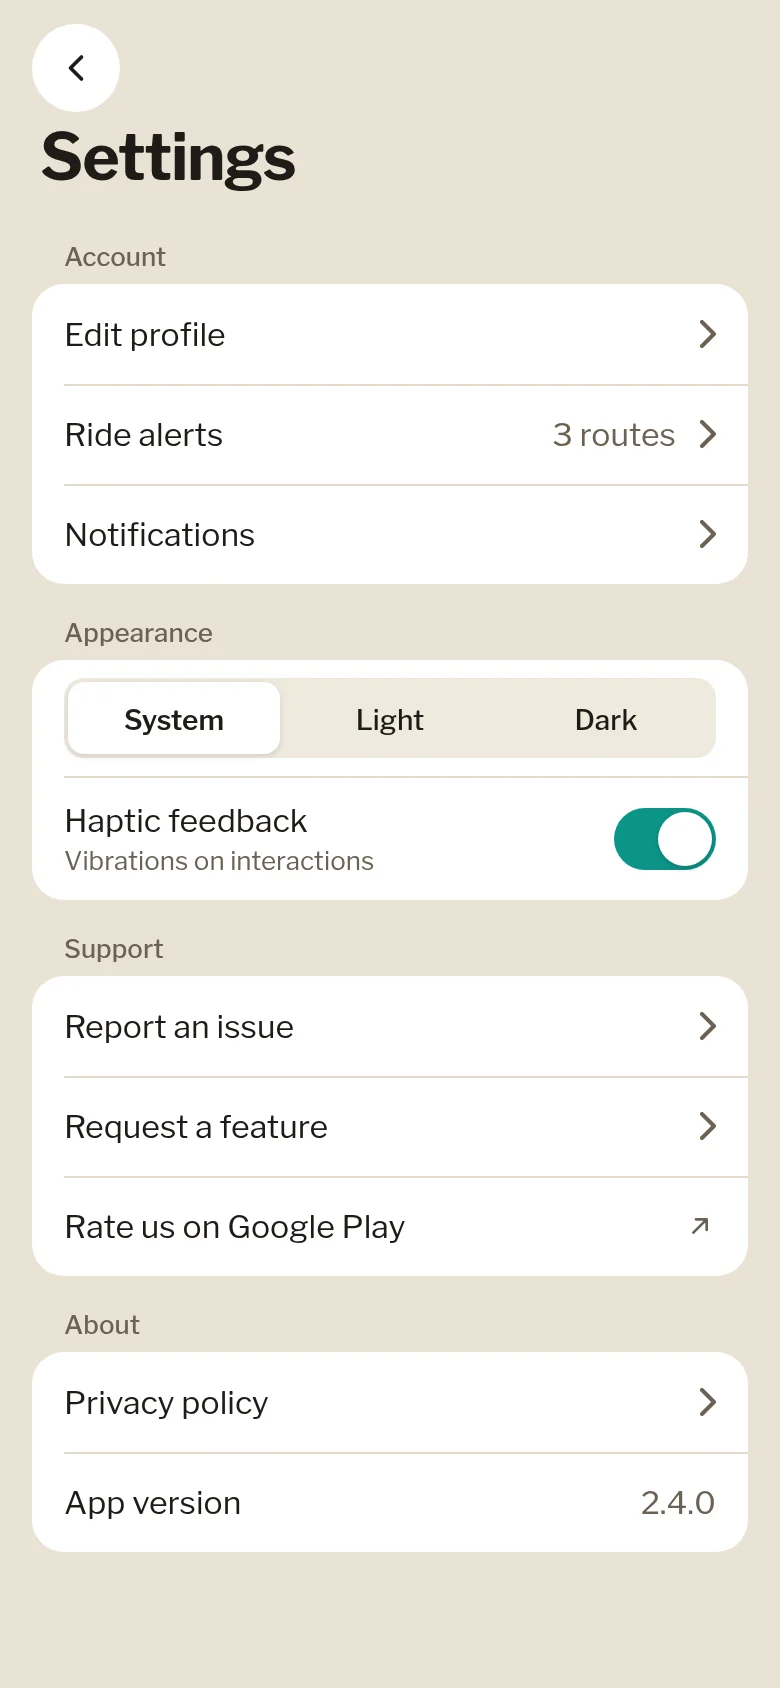 Settings
Account
Edit profile
Ride alerts 3 routes
Notifications
Appearance
System Light Dark
Haptic feedback
Vibrations on interactions
Support
Report an issue
Request a feature
Rate us on Google Play
About
Privacy policy
App version 2.4.0